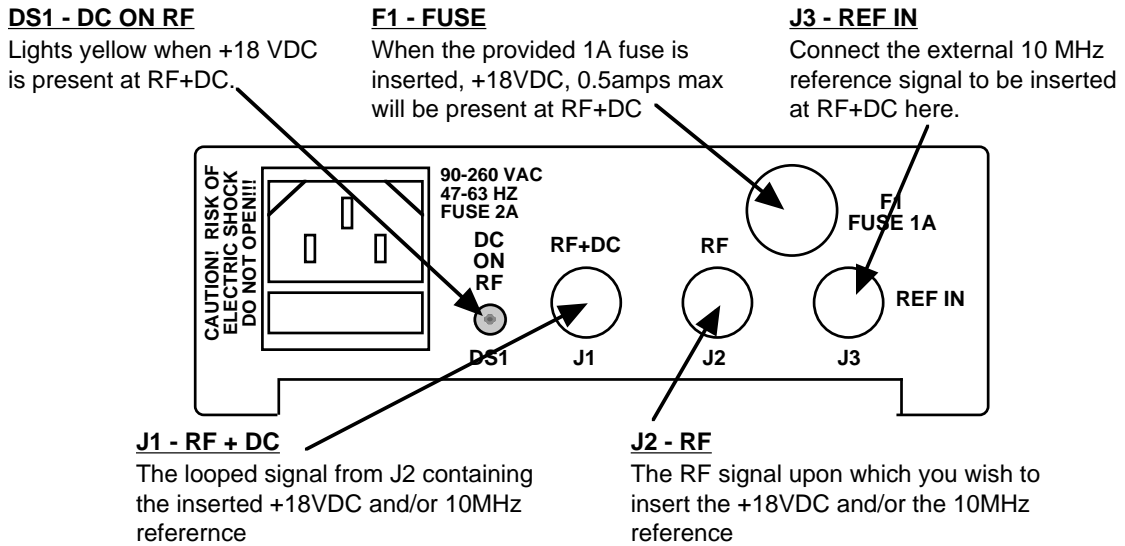 DS1 - DC ON RF
Lights yellow when +18 VDC
is present at RF+DC.
F1 - FUSE
When the provided 1A fuse is
inserted, +18VDC, 0.5amps max
will be present at RF+DC
J3 - REF IN
Connect the external 10 MHz
reference signal to be inserted
at RF+DC here.
CAUTION! RISK OF
ELECTRIC SHOCK
DO NOT OPEN!!!
90-260 VAC
47-63 HZ
FUSE 2A
DC
ON
RF
DS1
RF+DC
J1
RF
J2
F1
FUSE 1A
REF IN
J3
J1 - RF + DC
The looped signal from J2 containing
the inserted +18VDC and/or 10MHz
referernce
J2 - RF
The RF signal upon which you wish to
insert the +18VDC and/or the 10MHz
reference